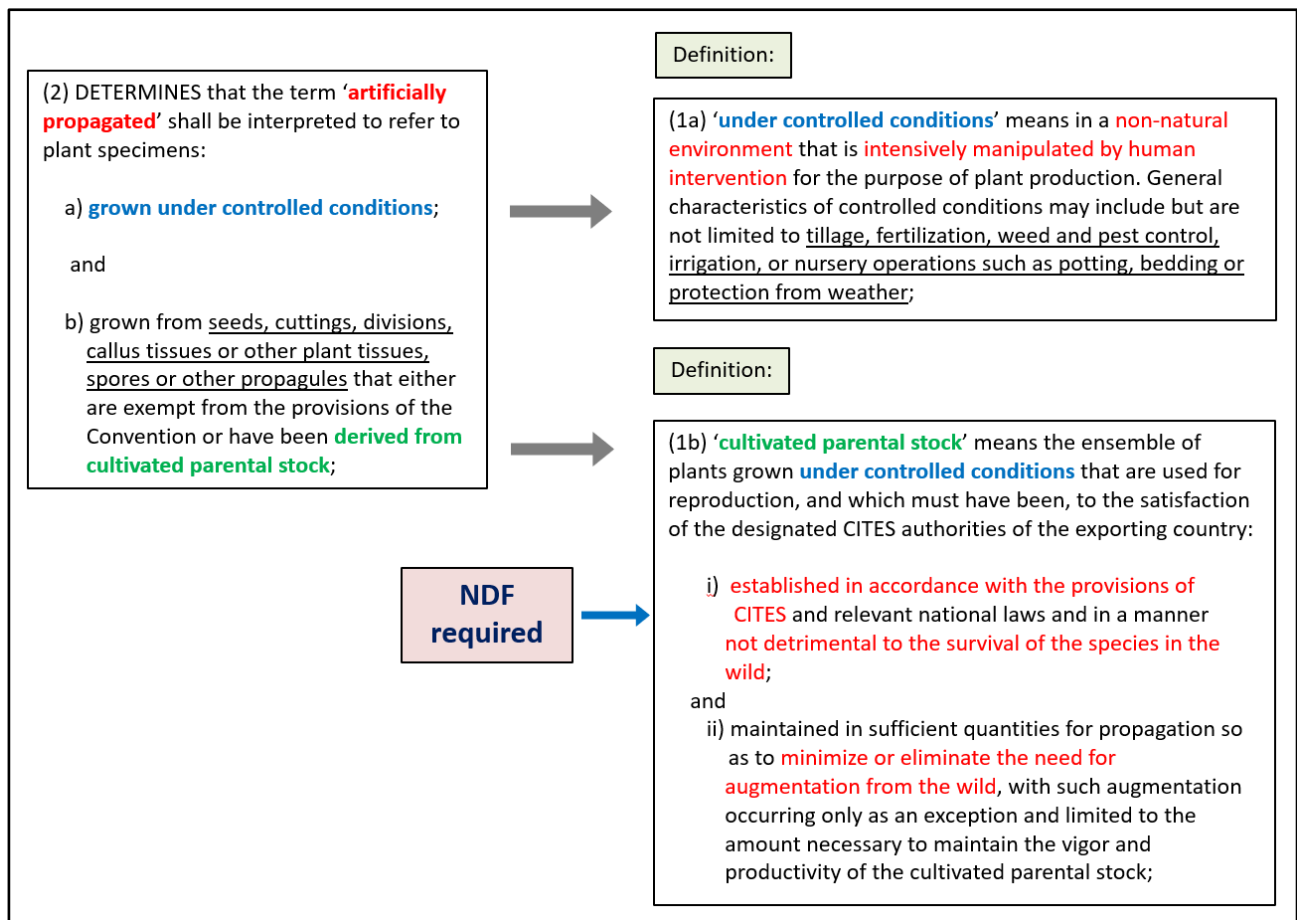 (2) DETERMINES that the term ‘artificially
propagated’ shall be interpreted to refer to
plant specimens:
a) grown under controlled conditions;
and
b) grown from seeds, cuttings, divisions,
callus tissues or other plant tissues,
spores or other propagules that either
are exempt from the provisions of the
Convention or have been derived from
cultivated parental stock;
Definition:
(1a) ‘under controlled conditions’ means in a non-natural
environment that is intensively manipulated by human
intervention for the purpose of plant production. General
characteristics of controlled conditions may include but are
not limited to tillage, fertilization, weed and pest control,
irrigation, or nursery operations such as potting, bedding or
protection from weather;
Definition:
(1b) ‘cultivated parental stock’ means the ensemble of
plants grown under controlled conditions that are used for
reproduction, and which must have been, to the satisfaction
of the designated CITES authorities of the exporting country:
NDF
required
i) established in accordance with the provisions of
CITES and relevant national laws and in a manner
not detrimental to the survival of the species in the
wild;
and
ii) maintained in sufficient quantities for propagation so
as to minimize or eliminate the need for
augmentation from the wild, with such augmentation
occurring only as an exception and limited to the
amount necessary to maintain the vigor and
productivity of the cultivated parental stock;